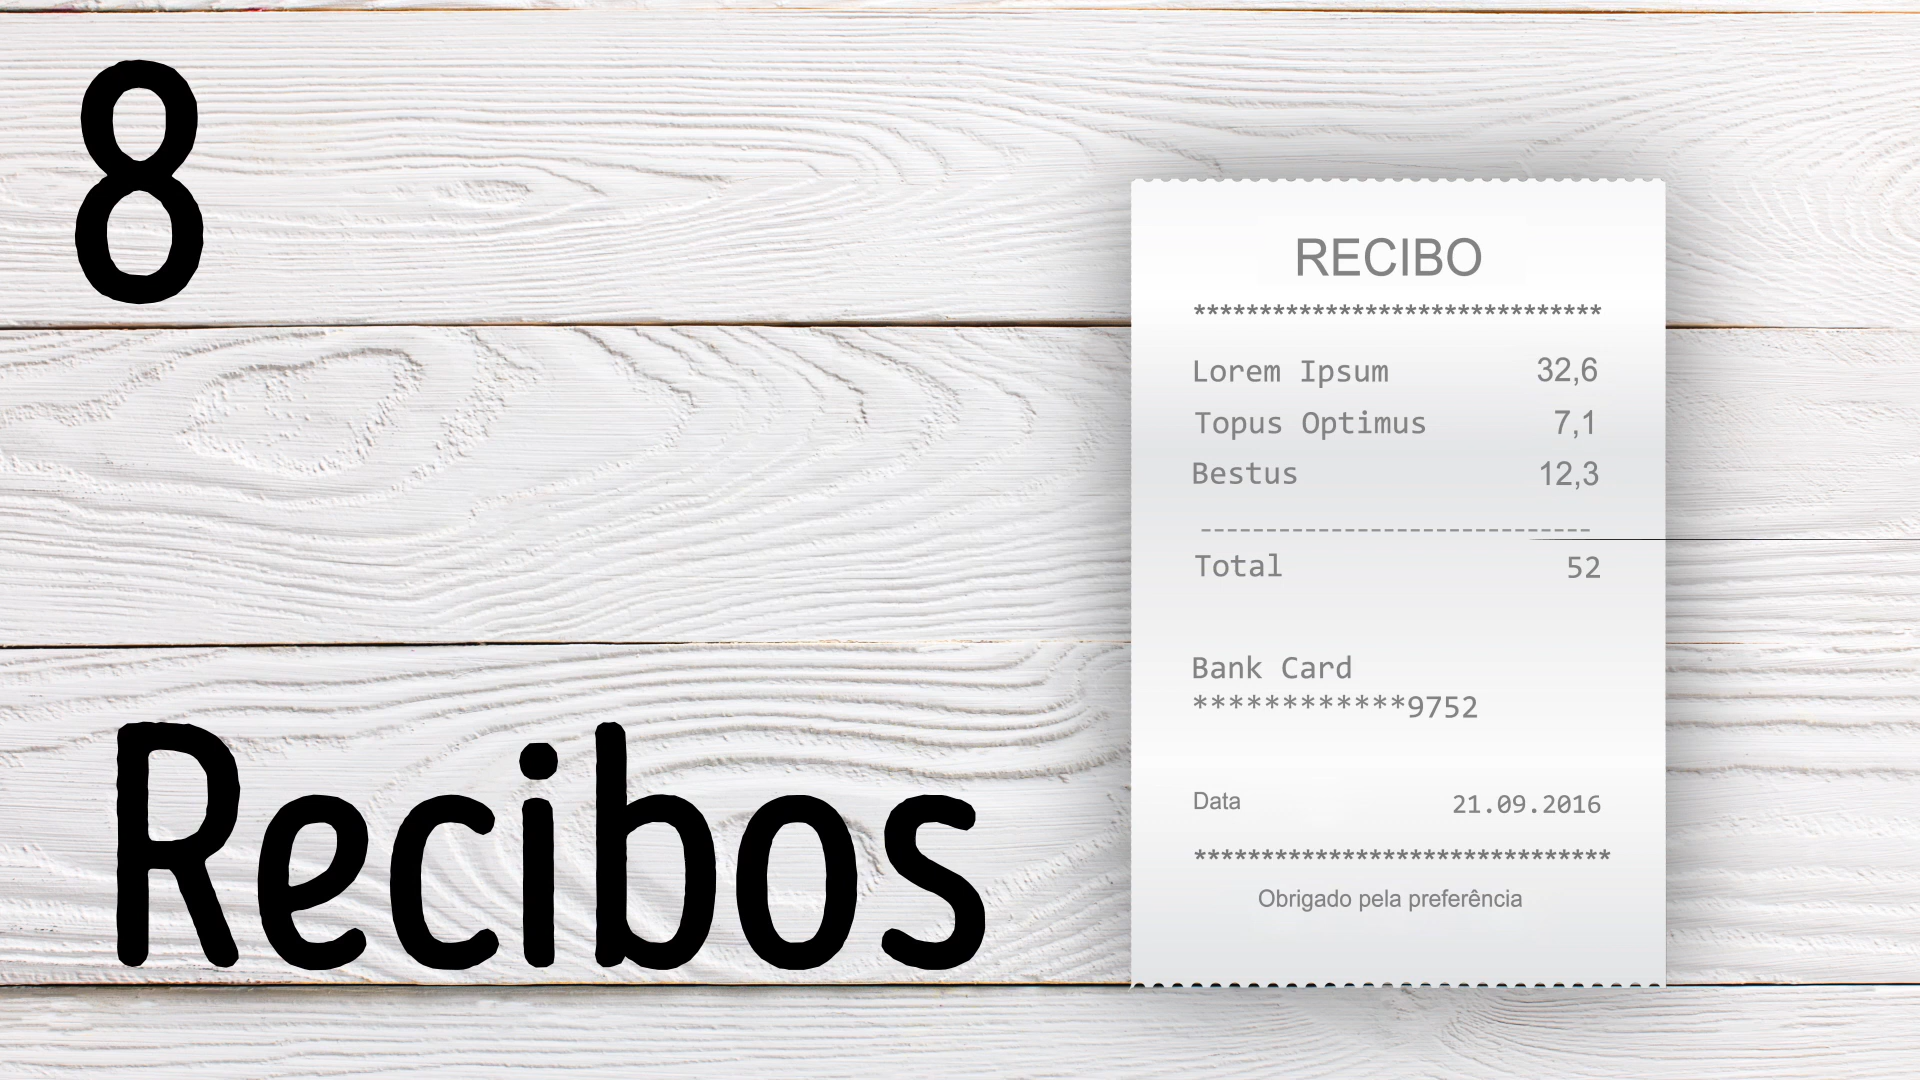 8
Recibos
RECIBO
*******************************
Lorem Ipsum 32,6
Topus Optimus 7,1
Bestus 12,3
------------------------------
Total 52
Bank Card
************9752
Data 21.09.2016
*******************************
Obrigado pela preferência